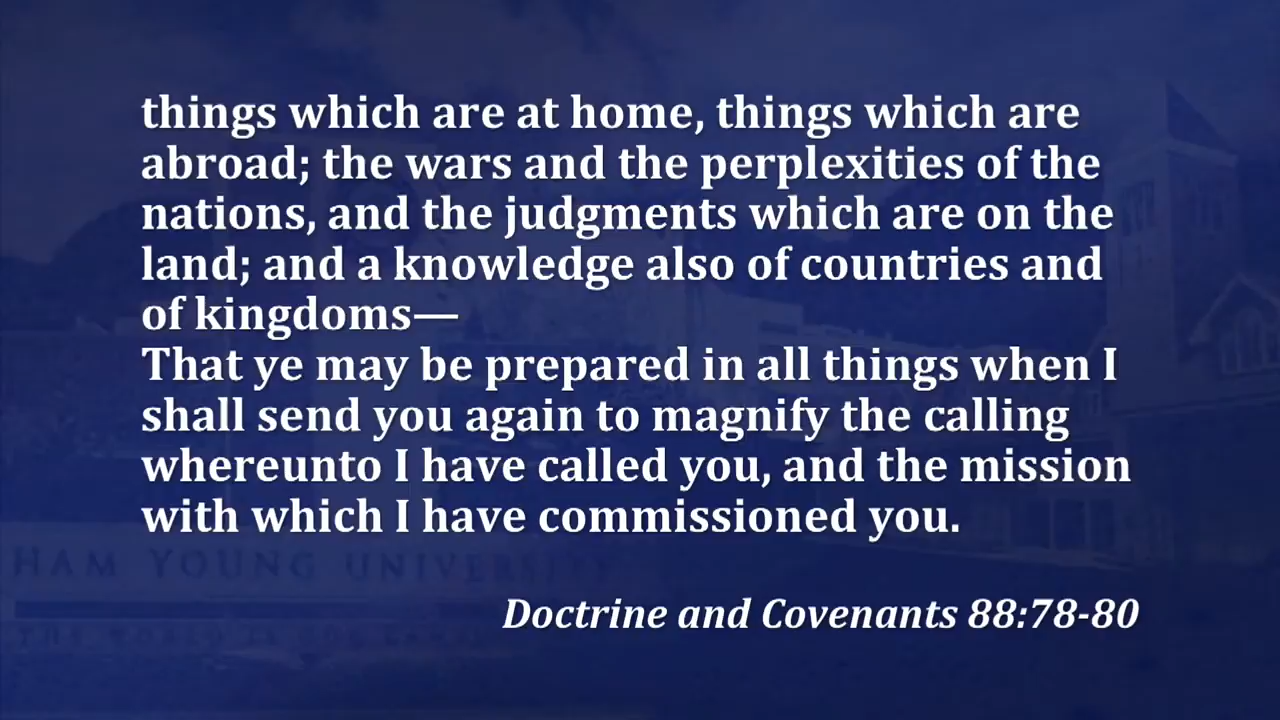 things which are at home, things which are
abroad; the wars and the perplexities of the
nations, and the judgments which are on the
land; and a knowledge also of countries and
of kingdoms—
That ye may be prepared in all things when I
shall send you again to magnify the calling
whereunto I have called you, and the mission
with which I have commissioned you.
HAM YOUNG UNIVERSITY
Doctrine and Covenants 88:78-80